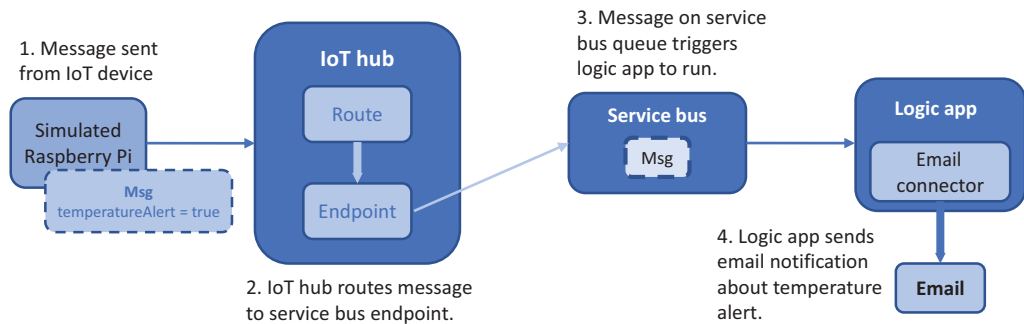 1. Message sent
from IoT device
Simulated
Raspberry Pi
Msg
temperatureAlert = true
IoT hub
Route
Endpoint
2. IoT hub routes message
to service bus endpoint.
3. Message on service
bus queue triggers
logic app to run.
Service bus
Msg
Logic app
Email
connector
4. Logic app sends
email notification
about temperature
alert.
Email